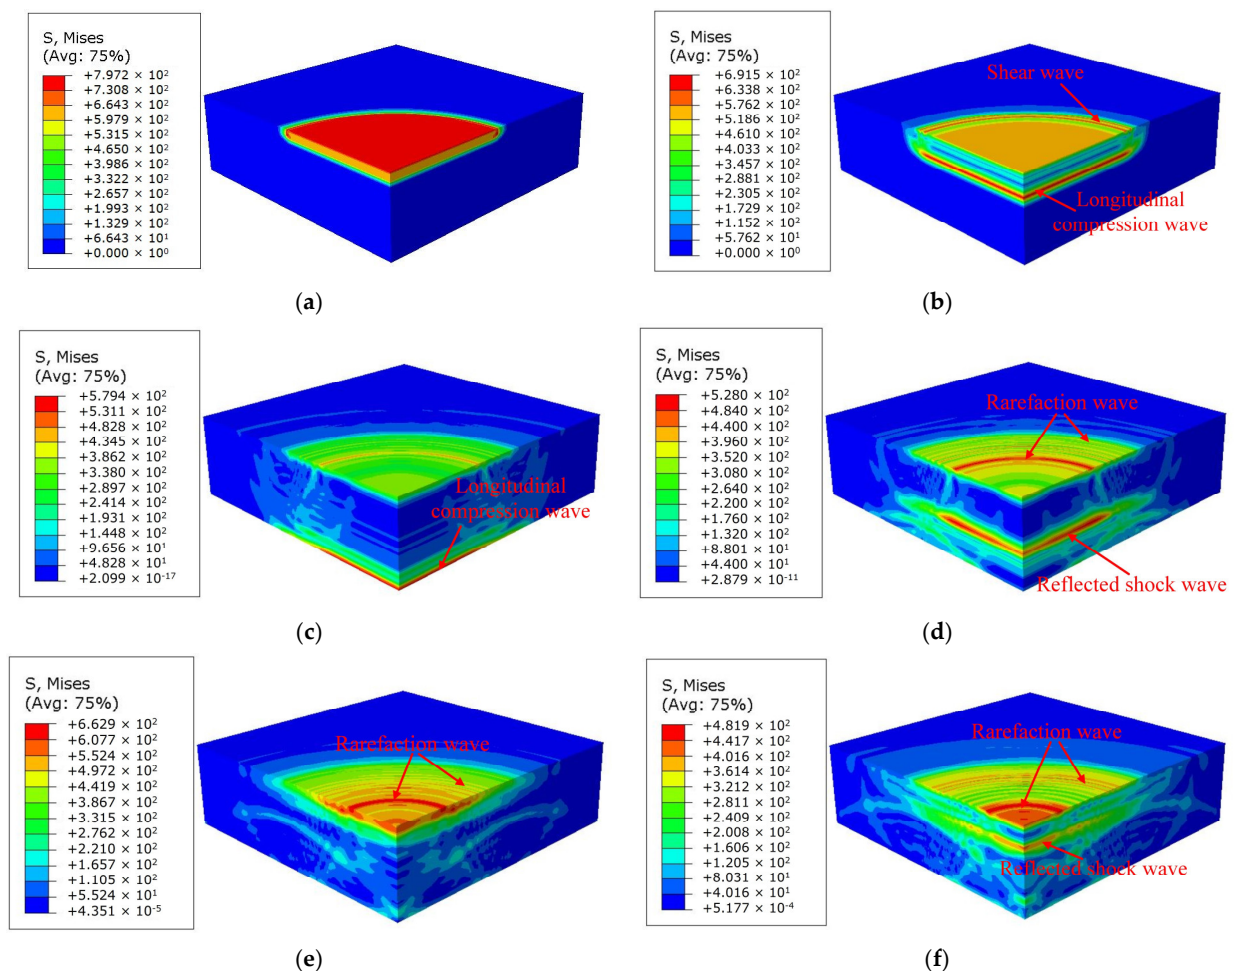 S, Mises
(Avg: 75%)
+7.972 × 10²
+7.308 × 10²
+6.643 × 10²
+5.979 × 10²
+5.315 × 10²
+4.650 × 10²
+3.986 × 10²
+3.322 × 10²
+2.657 × 10²
+1.993 × 10²
+1.329 × 10²
+6.643 × 10¹
+0.000 × 10⁰
(a)
S, Mises
(Avg: 75%)
+6.915 × 10²
+6.338 × 10²
+5.762 × 10²
+5.186 × 10²
+4.610 × 10²
+4.033 × 10²
+3.457 × 10²
+2.881 × 10²
+2.305 × 10²
+1.729 × 10²
+1.152 × 10²
+5.762 × 10¹
+0.000 × 10⁰
Shear wave
Longitudinal
compression wave
(b)
S, Mises
(Avg: 75%)
+5.794 × 10²
+5.311 × 10²
+4.828 × 10²
+4.345 × 10²
+3.862 × 10²
+3.380 × 10²
+2.897 × 10²
+2.414 × 10²
+1.931 × 10²
+1.448 × 10²
+9.656 × 10¹
+4.828 × 10¹
+2.099 × 10⁻¹⁷
Longitudinal
compression wave
(c)
S, Mises
(Avg: 75%)
+5.280 × 10²
+4.840 × 10²
+4.400 × 10²
+3.960 × 10²
+3.520 × 10²
+3.080 × 10²
+2.640 × 10²
+2.200 × 10²
+1.760 × 10²
+1.320 × 10²
+8.801 × 10¹
+4.400 × 10¹
+2.879 × 10⁻¹¹
Rarefaction wave
Reflected shock wave
(d)
S, Mises
(Avg: 75%)
+6.629 × 10²
+6.077 × 10²
+5.524 × 10²
+4.972 × 10²
+4.419 × 10²
+3.867 × 10²
+3.315 × 10²
+2.762 × 10²
+2.210 × 10²
+1.657 × 10²
+1.105 × 10²
+5.524 × 10¹
+4.351 × 10⁻⁵
Rarefaction wave
(e)
S, Mises
(Avg: 75%)
+4.819 × 10²
+4.417 × 10²
+4.016 × 10²
+3.614 × 10²
+3.212 × 10²
+2.811 × 10²
+2.409 × 10²
+2.008 × 10²
+1.606 × 10²
+1.205 × 10²
+8.031 × 10¹
+4.016 × 10¹
+5.177 × 10⁻⁴
Rarefaction wave
Reflected shock wave
(f)